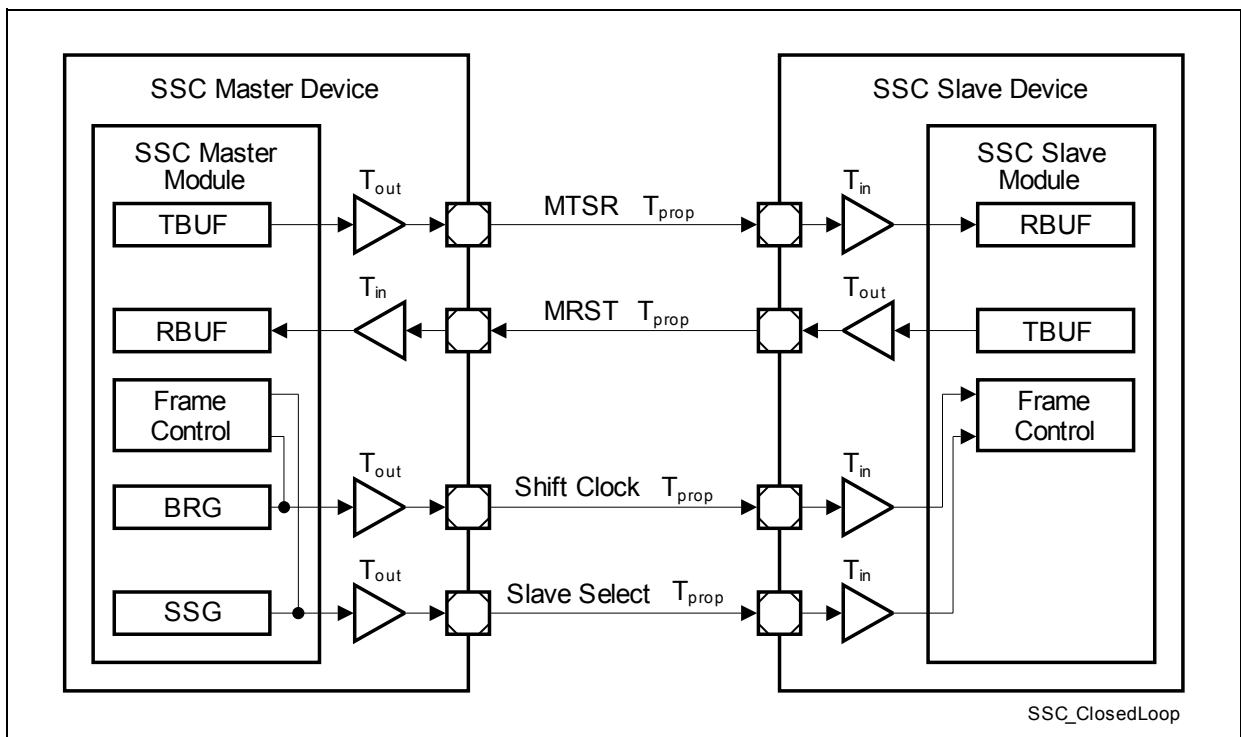 SSC Master Device
SSC Slave Device
SSC Master
Module
SSC Slave
Module
Tout
Tin
TBUF
MTSR Tprop
RBUF
Tin
Tout
RBUF
MRST Tprop
TBUF
Frame
Control
Frame
Control
Tout
Tin
BRG
Shift Clock Tprop
Tout
Tin
SSG
Slave Select Tprop
SSC_ClosedLoop